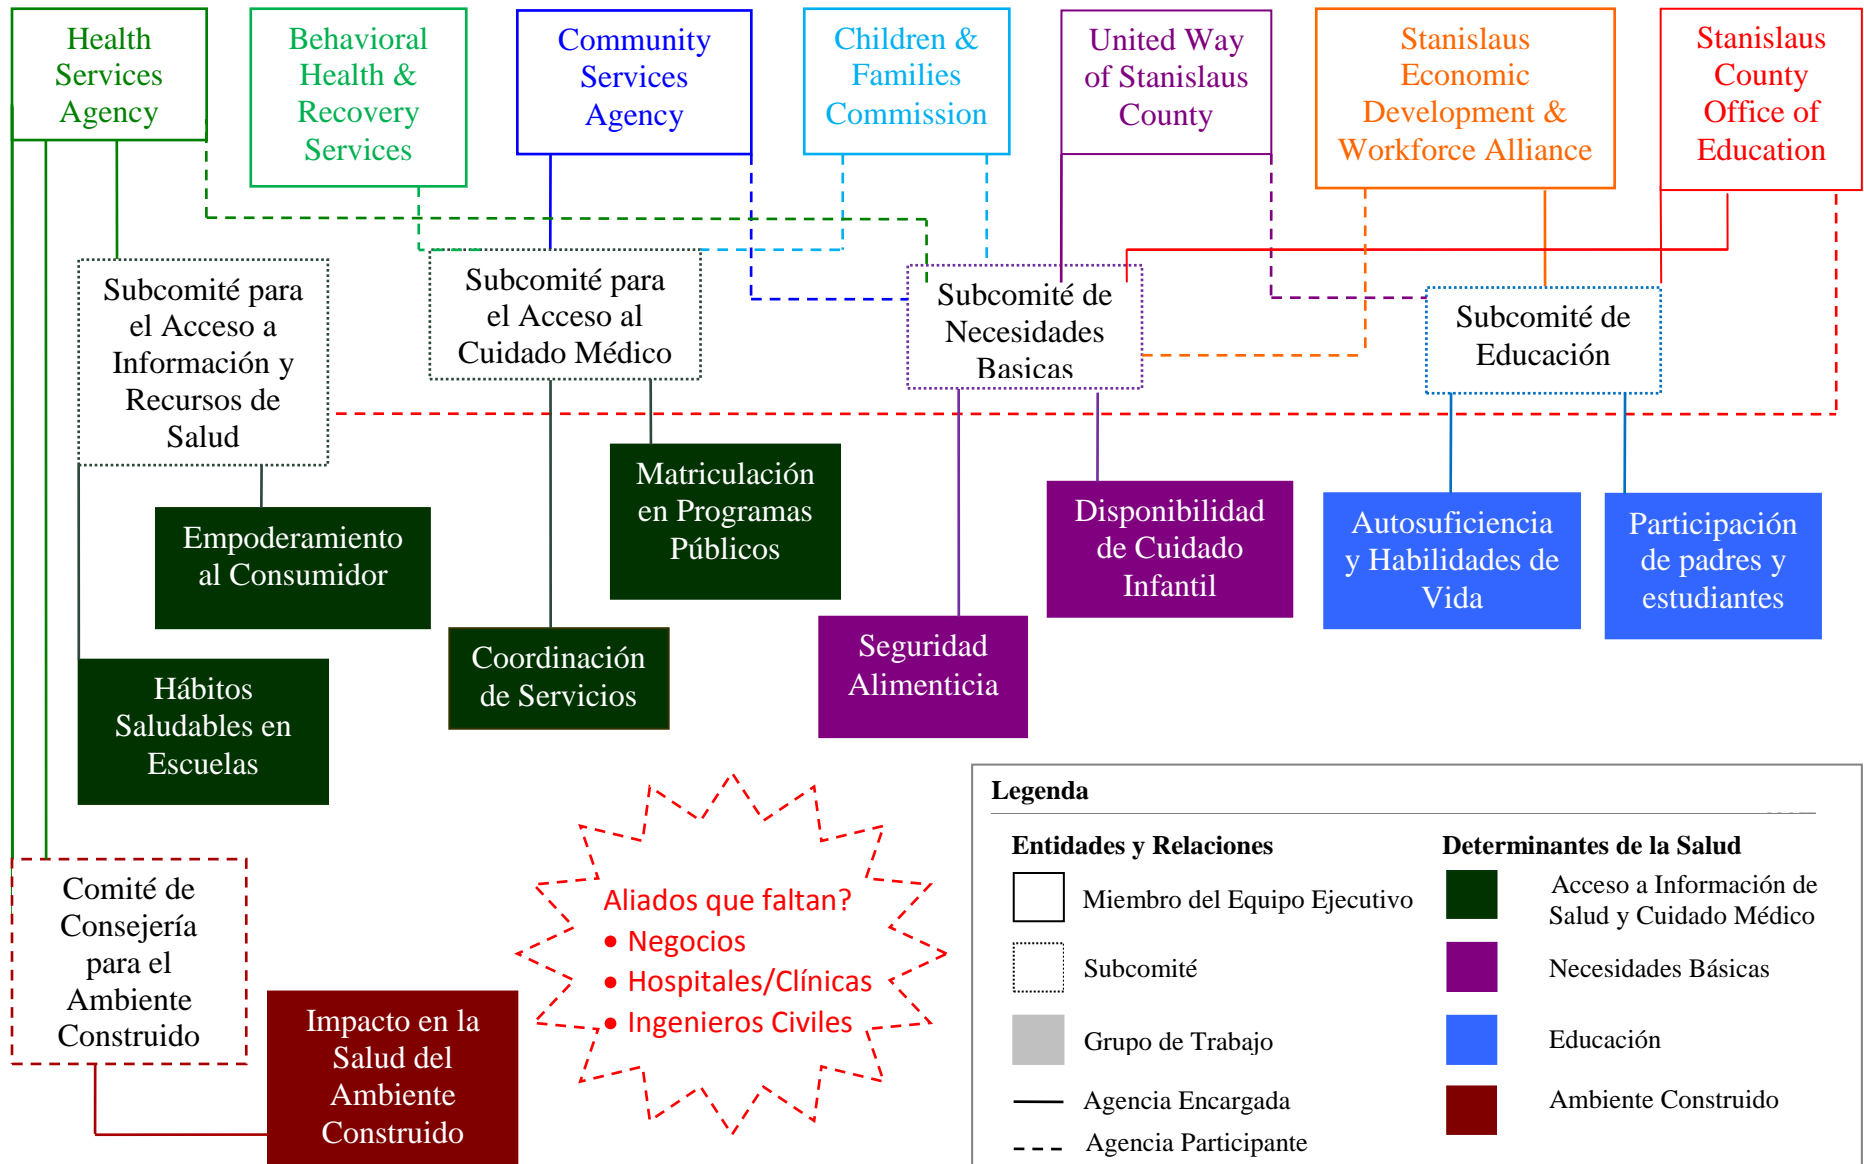 Health
Services
Agency
Behavioral
Health &
Recovery
Services
Community
Services
Agency
Children &
Families
Commission
United Way
of Stanislaus
County
Stanislaus
Economic
Development &
Workforce Alliance
Stanislaus
County
Office of
Education
Subcomité para
el Acceso a
Información y
Recursos de
Salud
Subcomité para
el Acceso al
Cuidado Médico
Subcomité de
Necesidades
Basicas
Subcomité de
Educación
Empoderamiento
al Consumidor
Matriculación
en Programas
Públicos
Disponibilidad
de Cuidado
Infantil
Autosuficiencia
y Habilidades de
Vida
Participación
de padres y
estudiantes
Hábitos
Saludables en
Escuelas
Coordinación
de Servicios
Seguridad
Alimenticia
Comité de
Consejería
para el
Ambiente
Construido
Impacto en la
Salud del
Ambiente
Construido
Aliados que faltan?
• Negocios
• Hospitales/Clínicas
• Ingenieros Civiles
Legenda
Entidades y Relaciones
Miembro del Equipo Ejecutivo
Subcomité
Grupo de Trabajo
Agencia Encargada
Agencia Participante
Determinantes de la Salud
Acceso a Información de
Salud y Cuidado Médico
Necesidades Básicas
Educación
Ambiente Construido